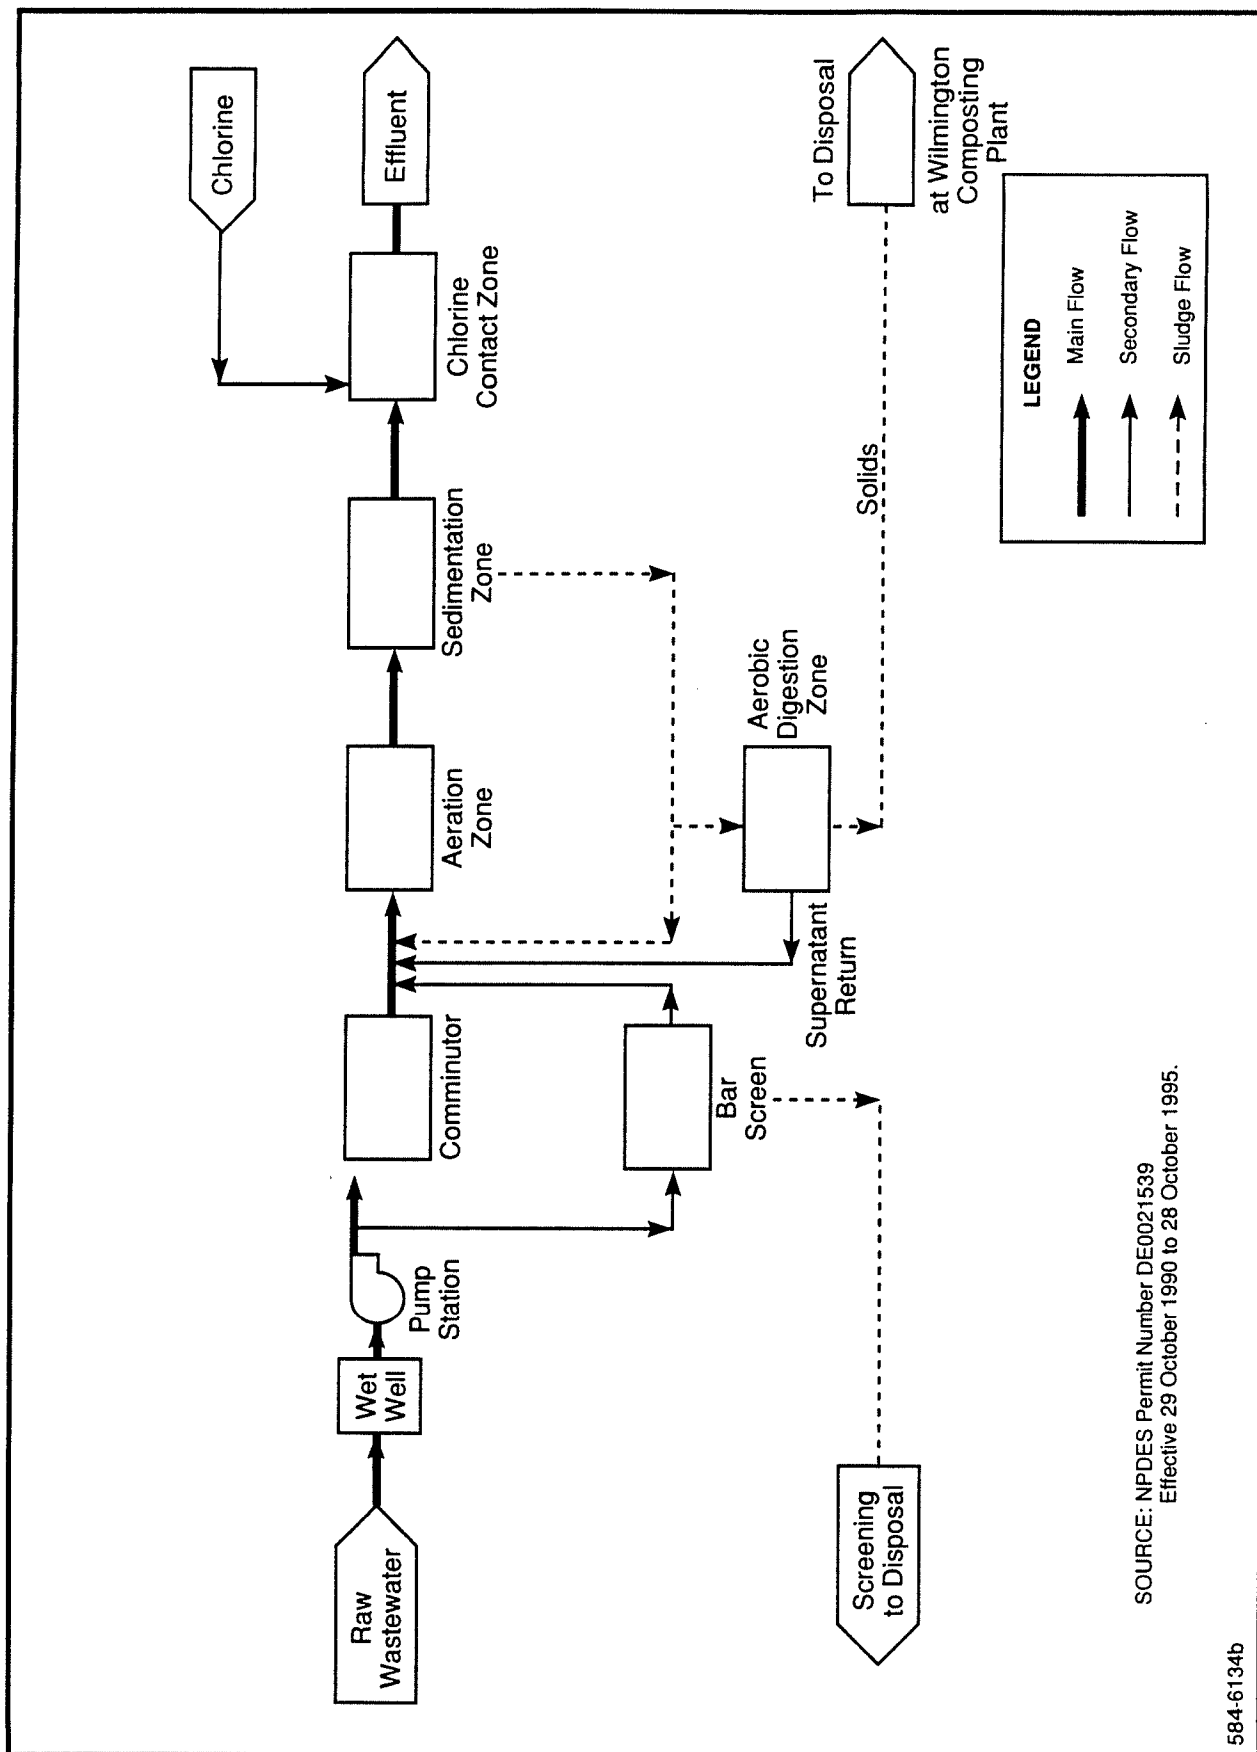 Raw
Wastewater
Wet
Well
Pump
Station
Comminutor
Aeration
Zone
Sedimentation
Zone
Chlorine
Contact Zone
Effluent
Chlorine
Bar
Screen
Supernatant
Return
Aerobic
Digestion
Zone
Solids
To Disposal
at Wilmington
Composting
Plant
Screening
to Disposal
LEGEND
Main Flow
Secondary Flow
Sludge Flow
SOURCE: NPDES Permit Number DE0021539
Effective 29 October 1990 to 28 October 1995.
584-6134b